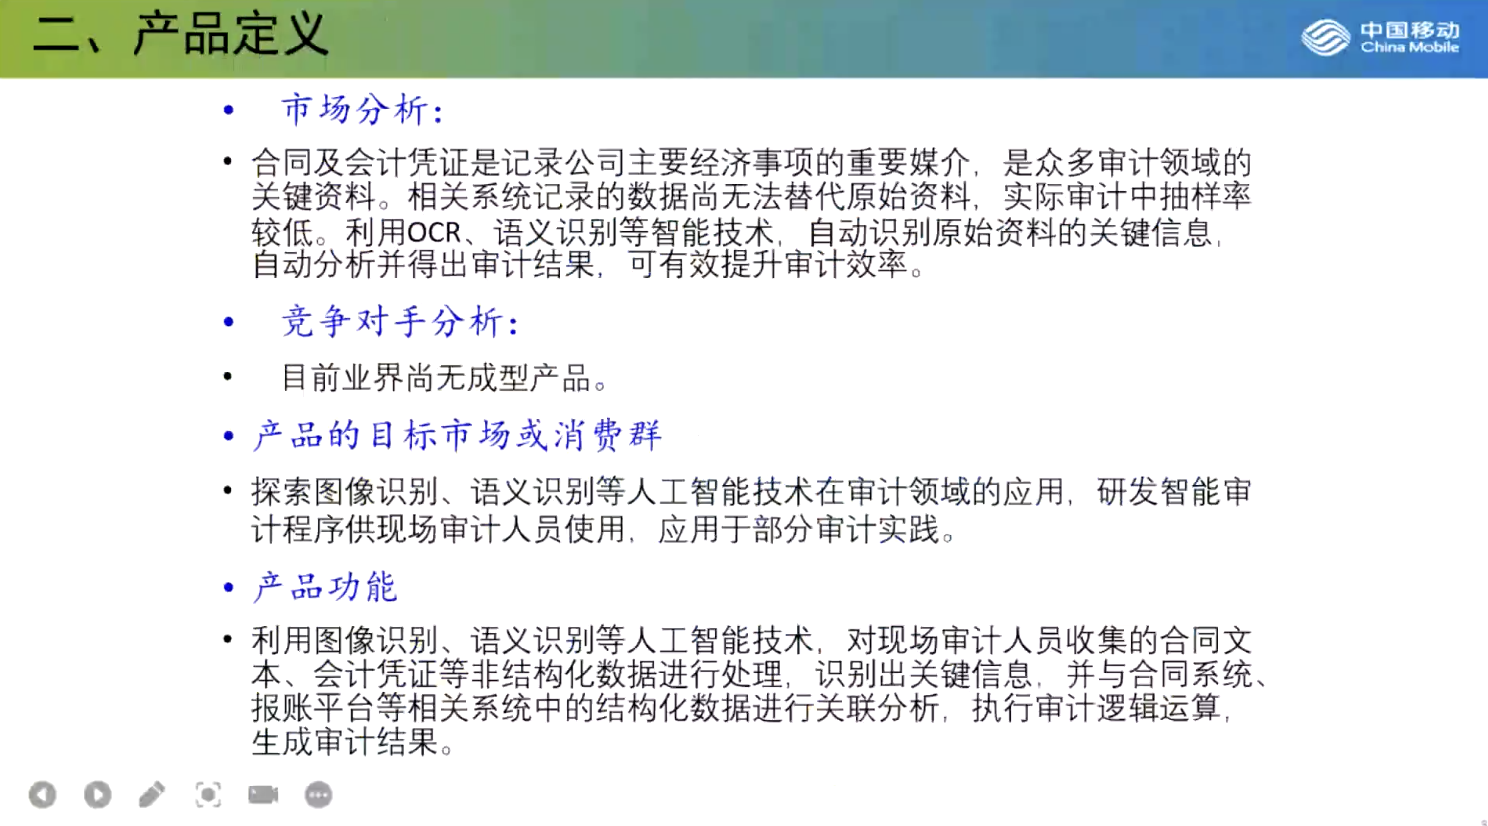 二、产品定义
中国移动
China Mobile
• 市场分析：
• 合同及会计凭证是记录公司主要经济事项的重要媒介，是众多审计领域的
关键资料。相关系统记录的数据尚无法替代原始资料，实际审计中抽样率
较低。利用OCR、语义识别等智能技术，自动识别原始资料的关键信息，
自动分析并得出审计结果，可有效提升审计效率。
• 竞争对手分析：
• 目前业界尚无成型产品。
• 产品的目标市场或消费群
• 探索图像识别、语义识别等人工智能技术在审计领域的应用，研发智能审
计程序供现场审计人员使用，应用于部分审计实践。
• 产品功能
• 利用图像识别、语义识别等人工智能技术，对现场审计人员收集的合同文
本、会计凭证等非结构化数据进行处理，识别出关键信息，并与合同系统、
报账平台等相关系统中的结构化数据进行关联分析，执行审计逻辑运算，
生成审计结果。